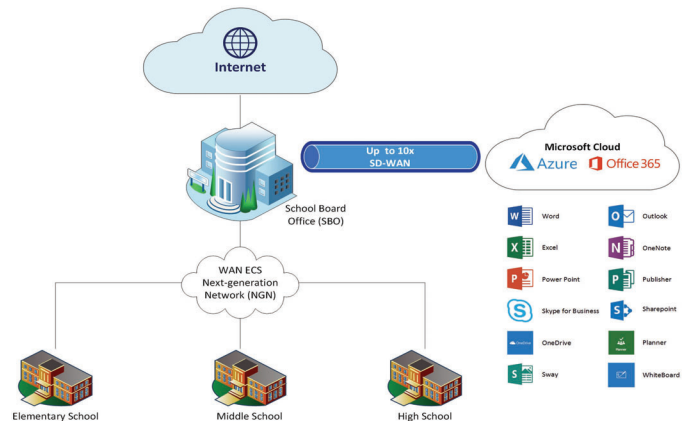 Internet
Up to 10x
SD-WAN
Microsoft Cloud
Azure
Office 365
School Board
Office (SBO)
Word
Outlook
Excel
OneNote
Power Point
Publisher
WAN ECS
Next-generation
Network (NGN)
Skype for Business
Sharepoint
OneDrive
OneDrive
Planner
Planner
Sway
WhiteBoard
Elementary School
Middle School
High School